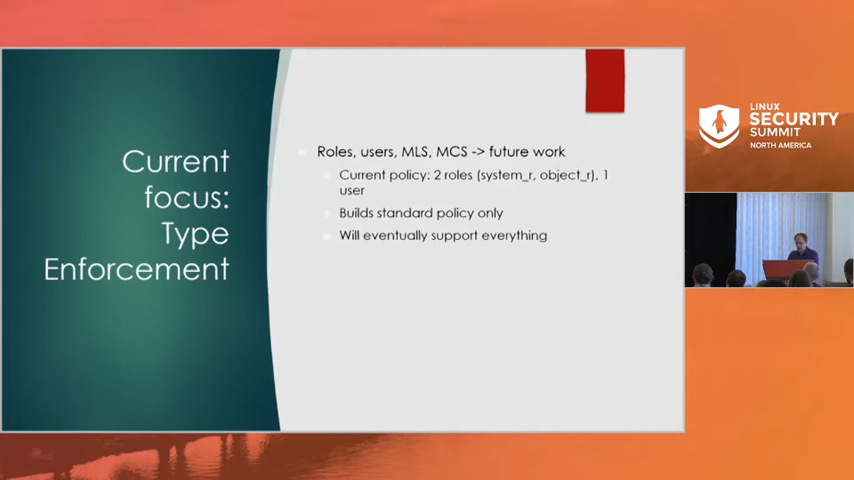 Current
focus:
Type
Enforcement
Roles, users, MLS, MCS -> future work
Current policy: 2 roles (system_r, object_r), 1
user
Builds standard policy only
Will eventually support everything
LINUX
SECURITY
SUMMIT
NORTH AMERICA